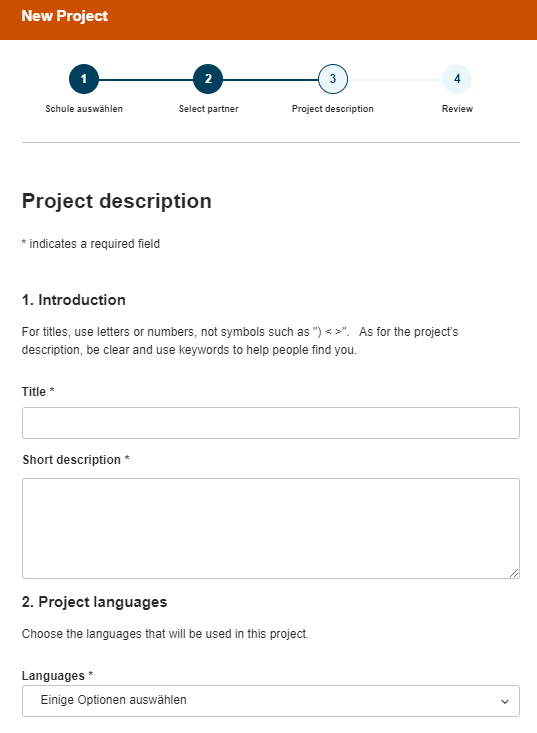 New Project
1 2 3 4
Schule auswählen Select partner Project description Review
Project description
* indicates a required field
1. Introduction
For titles, use letters or numbers, not symbols such as ") < >". As for the project's
description, be clear and use keywords to help people find you.
Title *
Short description *
2. Project languages
Choose the languages that will be used in this project.
Languages *
Einige Optionen auswählen